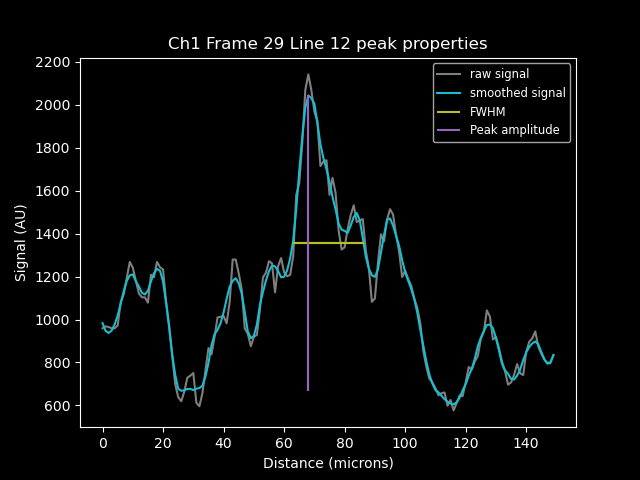 Ch1 Frame 29 Line 12 peak properties
raw signal
smoothed signal
FWHM
Peak amplitude
Signal (AU)
2200
2000
1800
1600
1400
1200
1000
800
600
0 20 40 60 80 100 120 140
Distance (microns)